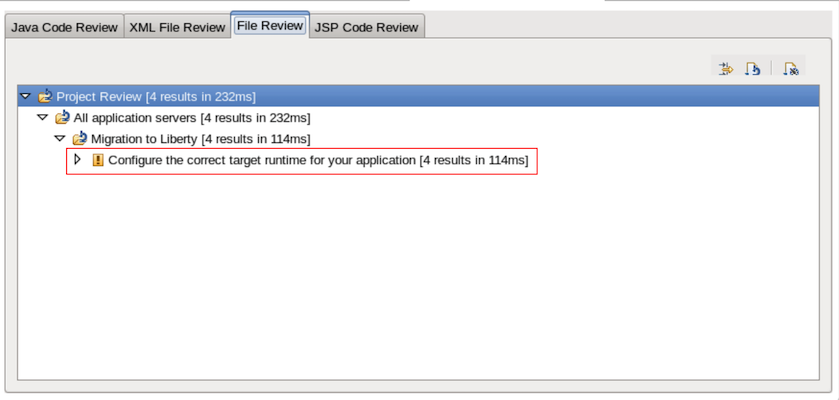 Java Code Review XML File Review File Review JSP Code Review
Project Review [4 results in 232ms]
All application servers [4 results in 232ms]
Migration to Liberty [4 results in 114ms]
Configure the correct target runtime for your application [4 results in 114ms]